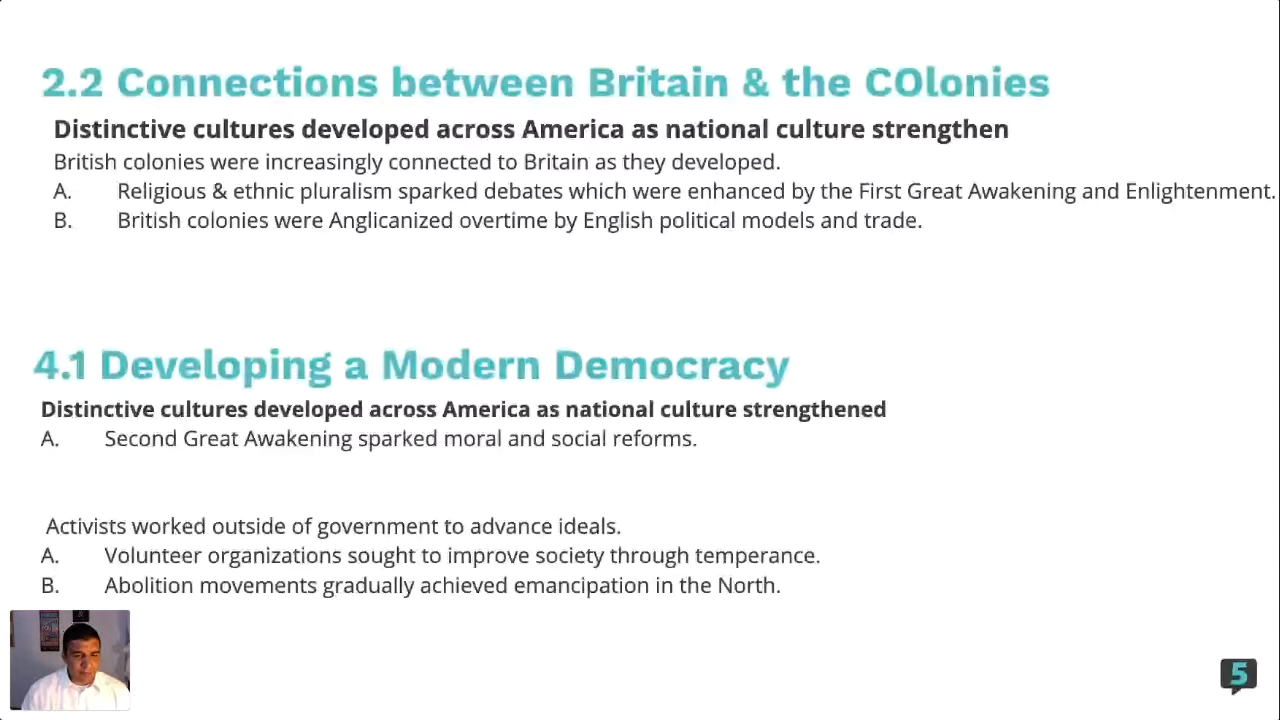 2.2 Connections between Britain & the COlonies
Distinctive cultures developed across America as national culture strengthen
British colonies were increasingly connected to Britain as they developed.
A. Religious & ethnic pluralism sparked debates which were enhanced by the First Great Awakening and Enlightenment.
B. British colonies were Anglicanized overtime by English political models and trade.
4.1 Developing a Modern Democracy
Distinctive cultures developed across America as national culture strengthened
A. Second Great Awakening sparked moral and social reforms.
Activists worked outside of government to advance ideals.
A. Volunteer organizations sought to improve society through temperance.
B. Abolition movements gradually achieved emancipation in the North.
5